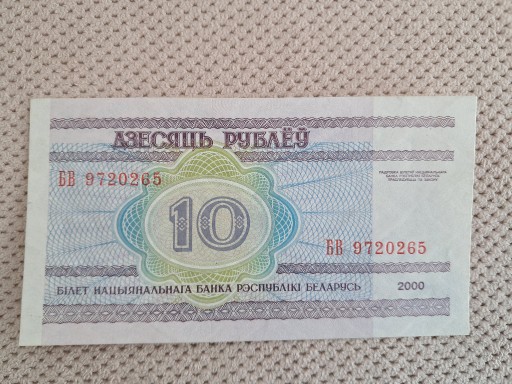 ДЗЕСЯЦЬ РУБЛЁЎ
БВ 9720265
10
БВ 9720265
БІЛЕТ НАЦЫЯНАЛЬНАГА БАНКА РЭСПУБЛІКІ БЕЛАРУСЬ 2000